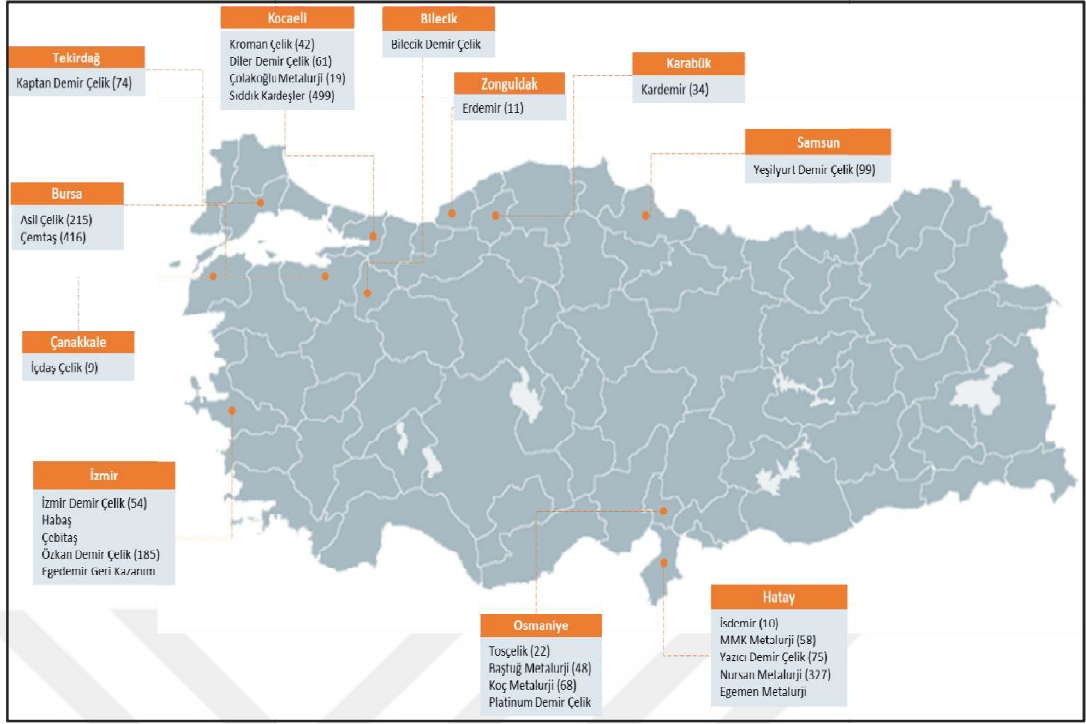 Kocaeli
Kroman Çelik (42)
Diler Demir Çelik (61)
Çolakoğlu Metalurji (19)
Sıddık Kardeşler (499)
Bilecik
Bilecik Demir Çelik
Tekirdağ
Kaptan Demir Çelik (74)
Zonguldak
Erdemir (11)
Karabük
Kardemir (34)
Samsun
Yeşilyurt Demir Çelik (99)
Bursa
Asil Çelik (215)
Çemtaş (416)
Çanakkale
İçdaş Çelik (9)
İzmir
İzmir Demir Çelik (54)
Habaş
Çebitaş
Özkan Demir Çelik (185)
Egedemir Geri Kazanım
Osmaniye
Tosçelik (22)
Baştuğ Metalurji (48)
Koç Metalurji (68)
Platinum Demir Çelik
Hatay
İsdemir (10)
MMK Metalurji (58)
Yazıcı Demir Çelik (75)
Nursan Metalurji (327)
Egemen Metalurji